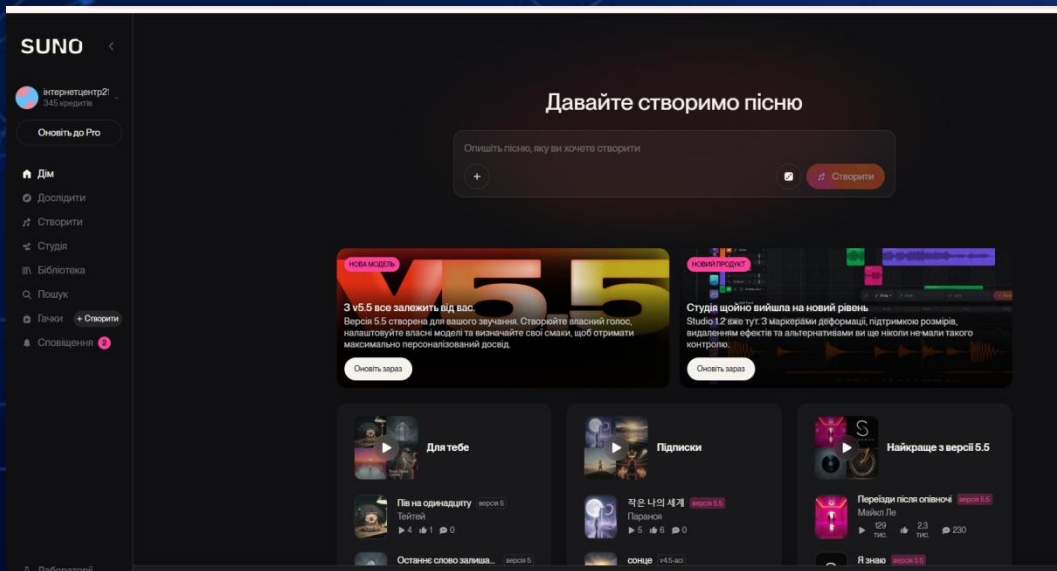 SUNO
інтернетцентр21
345 кредитів
Оновіть до Pro
Дім
Дослідити
Створити
Студія
Бібліотека
Пошук
Гачки
+ Створити
Сповіщення 2
Лабораторії
Давайте створимо пісню
Опишіть пісню, яку ви хочете створити
Створити
НОВА МОДЕЛЬ
V5.5
З v5.5 все залежить від вас.
Версія 5.5 створена для вашого звучання. Створюйте власний голос,
налаштовуйте власні моделі та визначайте свої смаки, щоб отримати
максимально персоналізований досвід.
Оновіть зараз
НОВИЙ ПРОДУКТ
Студія щойно вийшла на новий рівень
Studio 1.2 вже тут. З маркерами деформації, підтримкою розмірів,
видаленням ефектів та альтернативами ви ще ніколи не мали такого
контролю.
Оновіть зараз
Для тебе
Пів на одинадцяту версія 5
Тейтей
4 1 0
Останнє слово залиша... версія 5
Підписки
작은 나의 세계 версія 5.5
Параноя
5 6 0
сонце v4.5-all
Найкраще з версії 5.5
Переїзди після опівночі версія 5.5
Майкл Ле
129 тис. 2,3 тис. 230
Я знаю версія 5.5